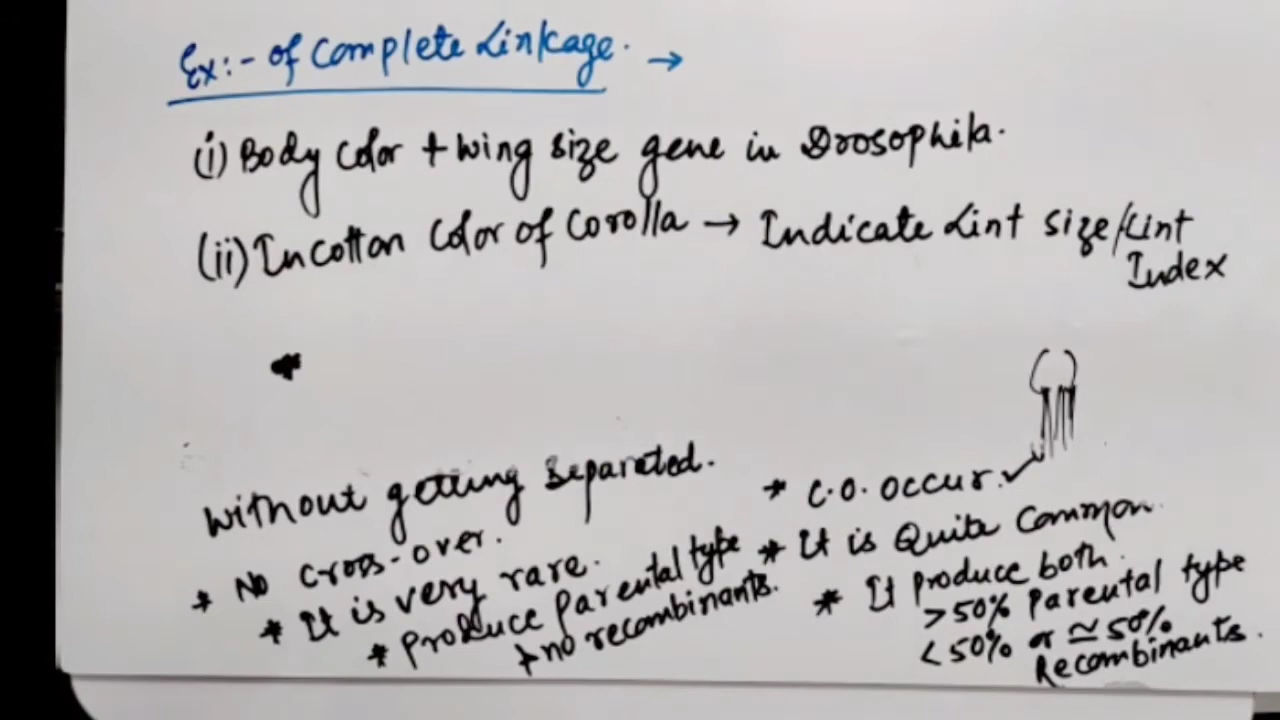 Ex:- of Complete Linkage. →
(i) Body Color + wing size gene in Drosophila.
(ii) In cotton Color of Corolla → Indicate Lint size/Lint
Index
without getting separated.
* No cross-over.
* It is very rare.
* Produce Parental type
+ no recombinants.
* C.O. occur. ✓
* It is Quite Common.
* It produce both
>50% Parental type
<50% or ≃ 50%
Recombinants.